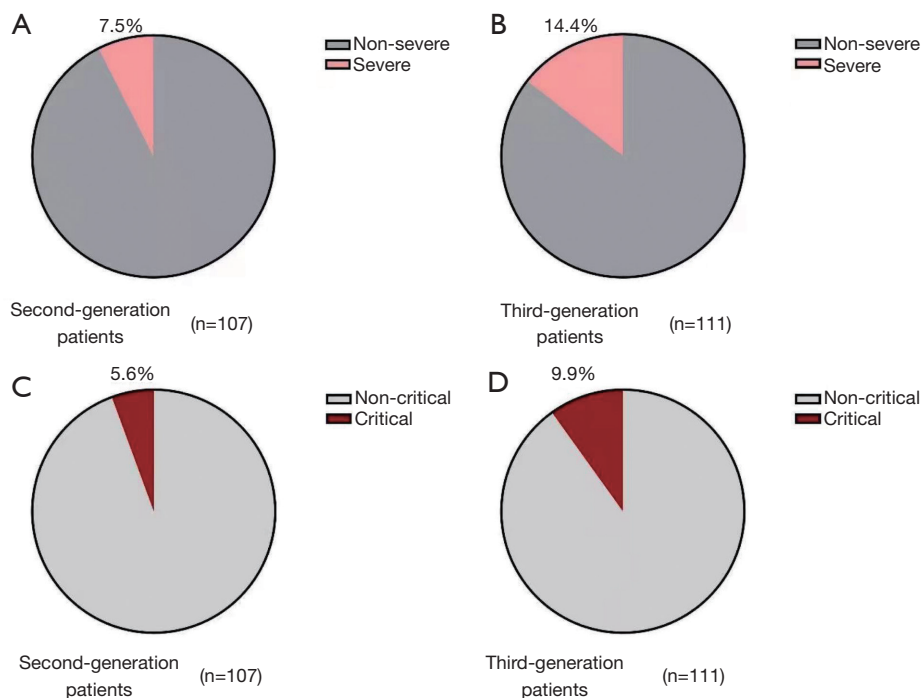 A
7.5%
Non-severe
Severe
Second-generation
patients
(n=107)
B
14.4%
Non-severe
Severe
Third-generation
patients
(n=111)
C
5.6%
Non-critical
Critical
Second-generation
patients
(n=107)
D
9.9%
Non-critical
Critical
Third-generation
patients
(n=111)